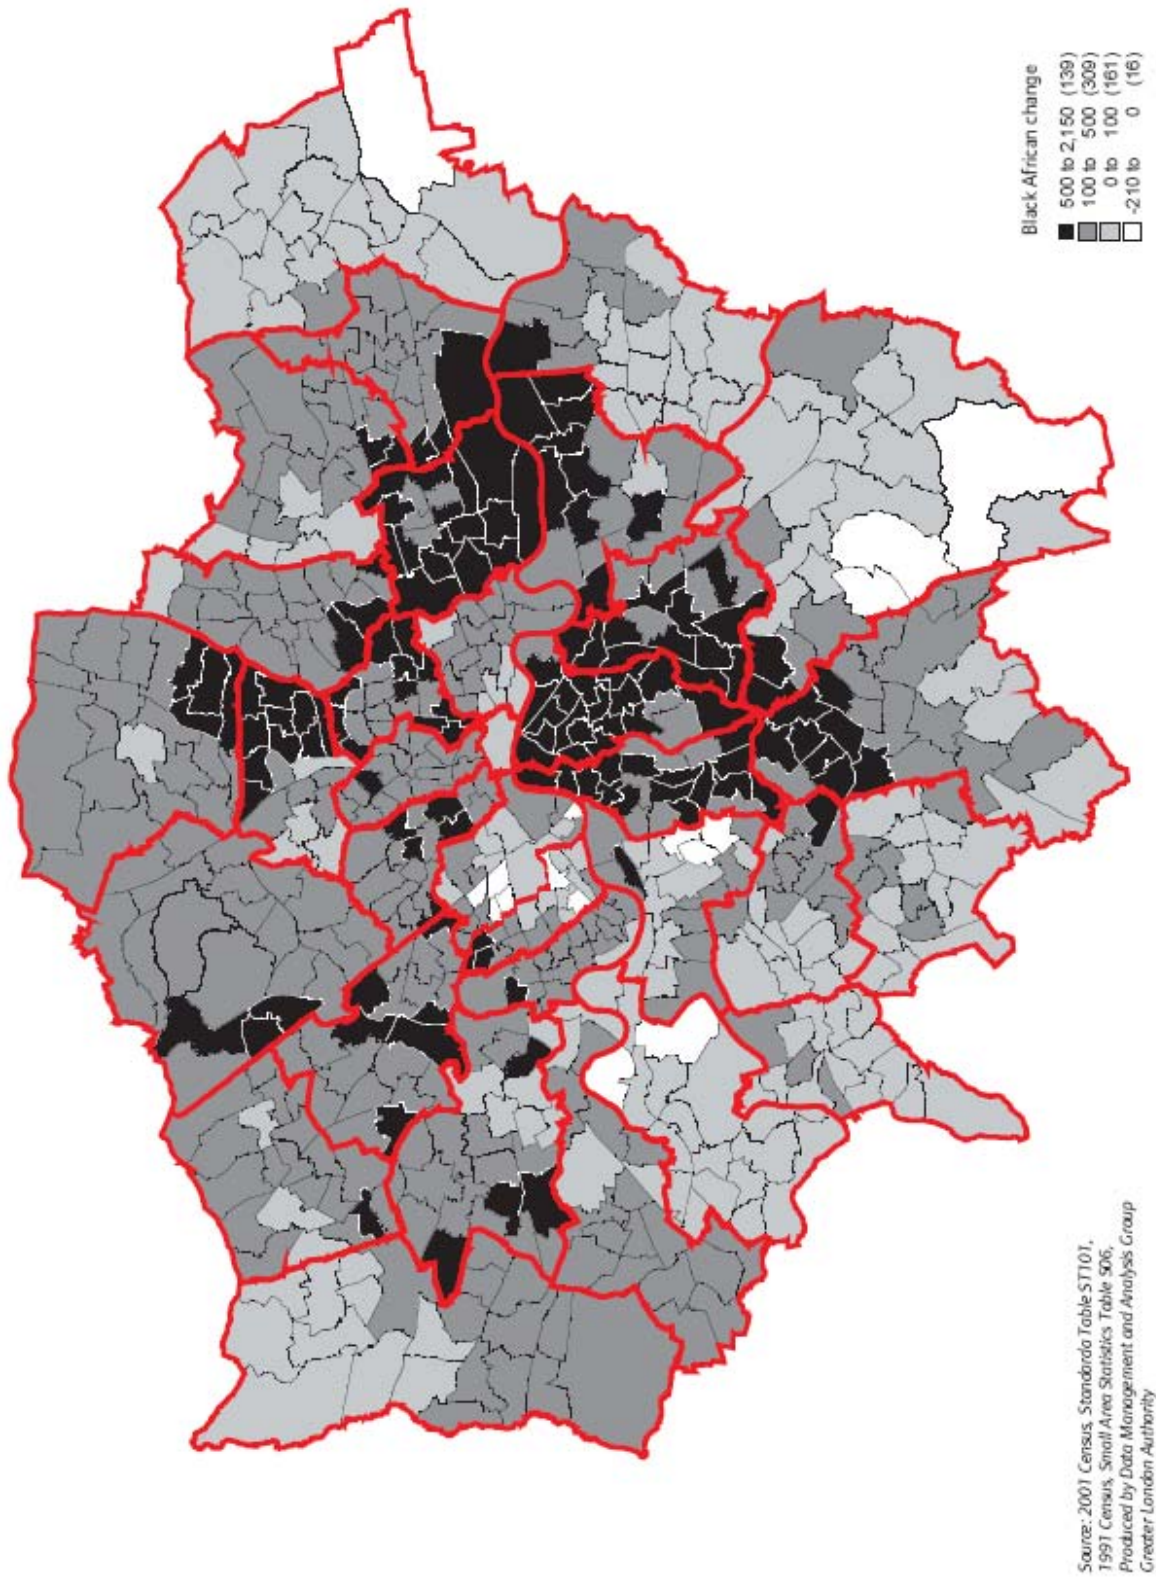 Black African change
500 to 2,150 (139)
100 to 500 (309)
0 to 100 (161)
-210 to 0 (16)
Source: 2001 Census, Standarda Table ST101,
1991 Census, Small Area Statistics Table S06,
Produced by Data Management and Analysis Group
Greater London Authority